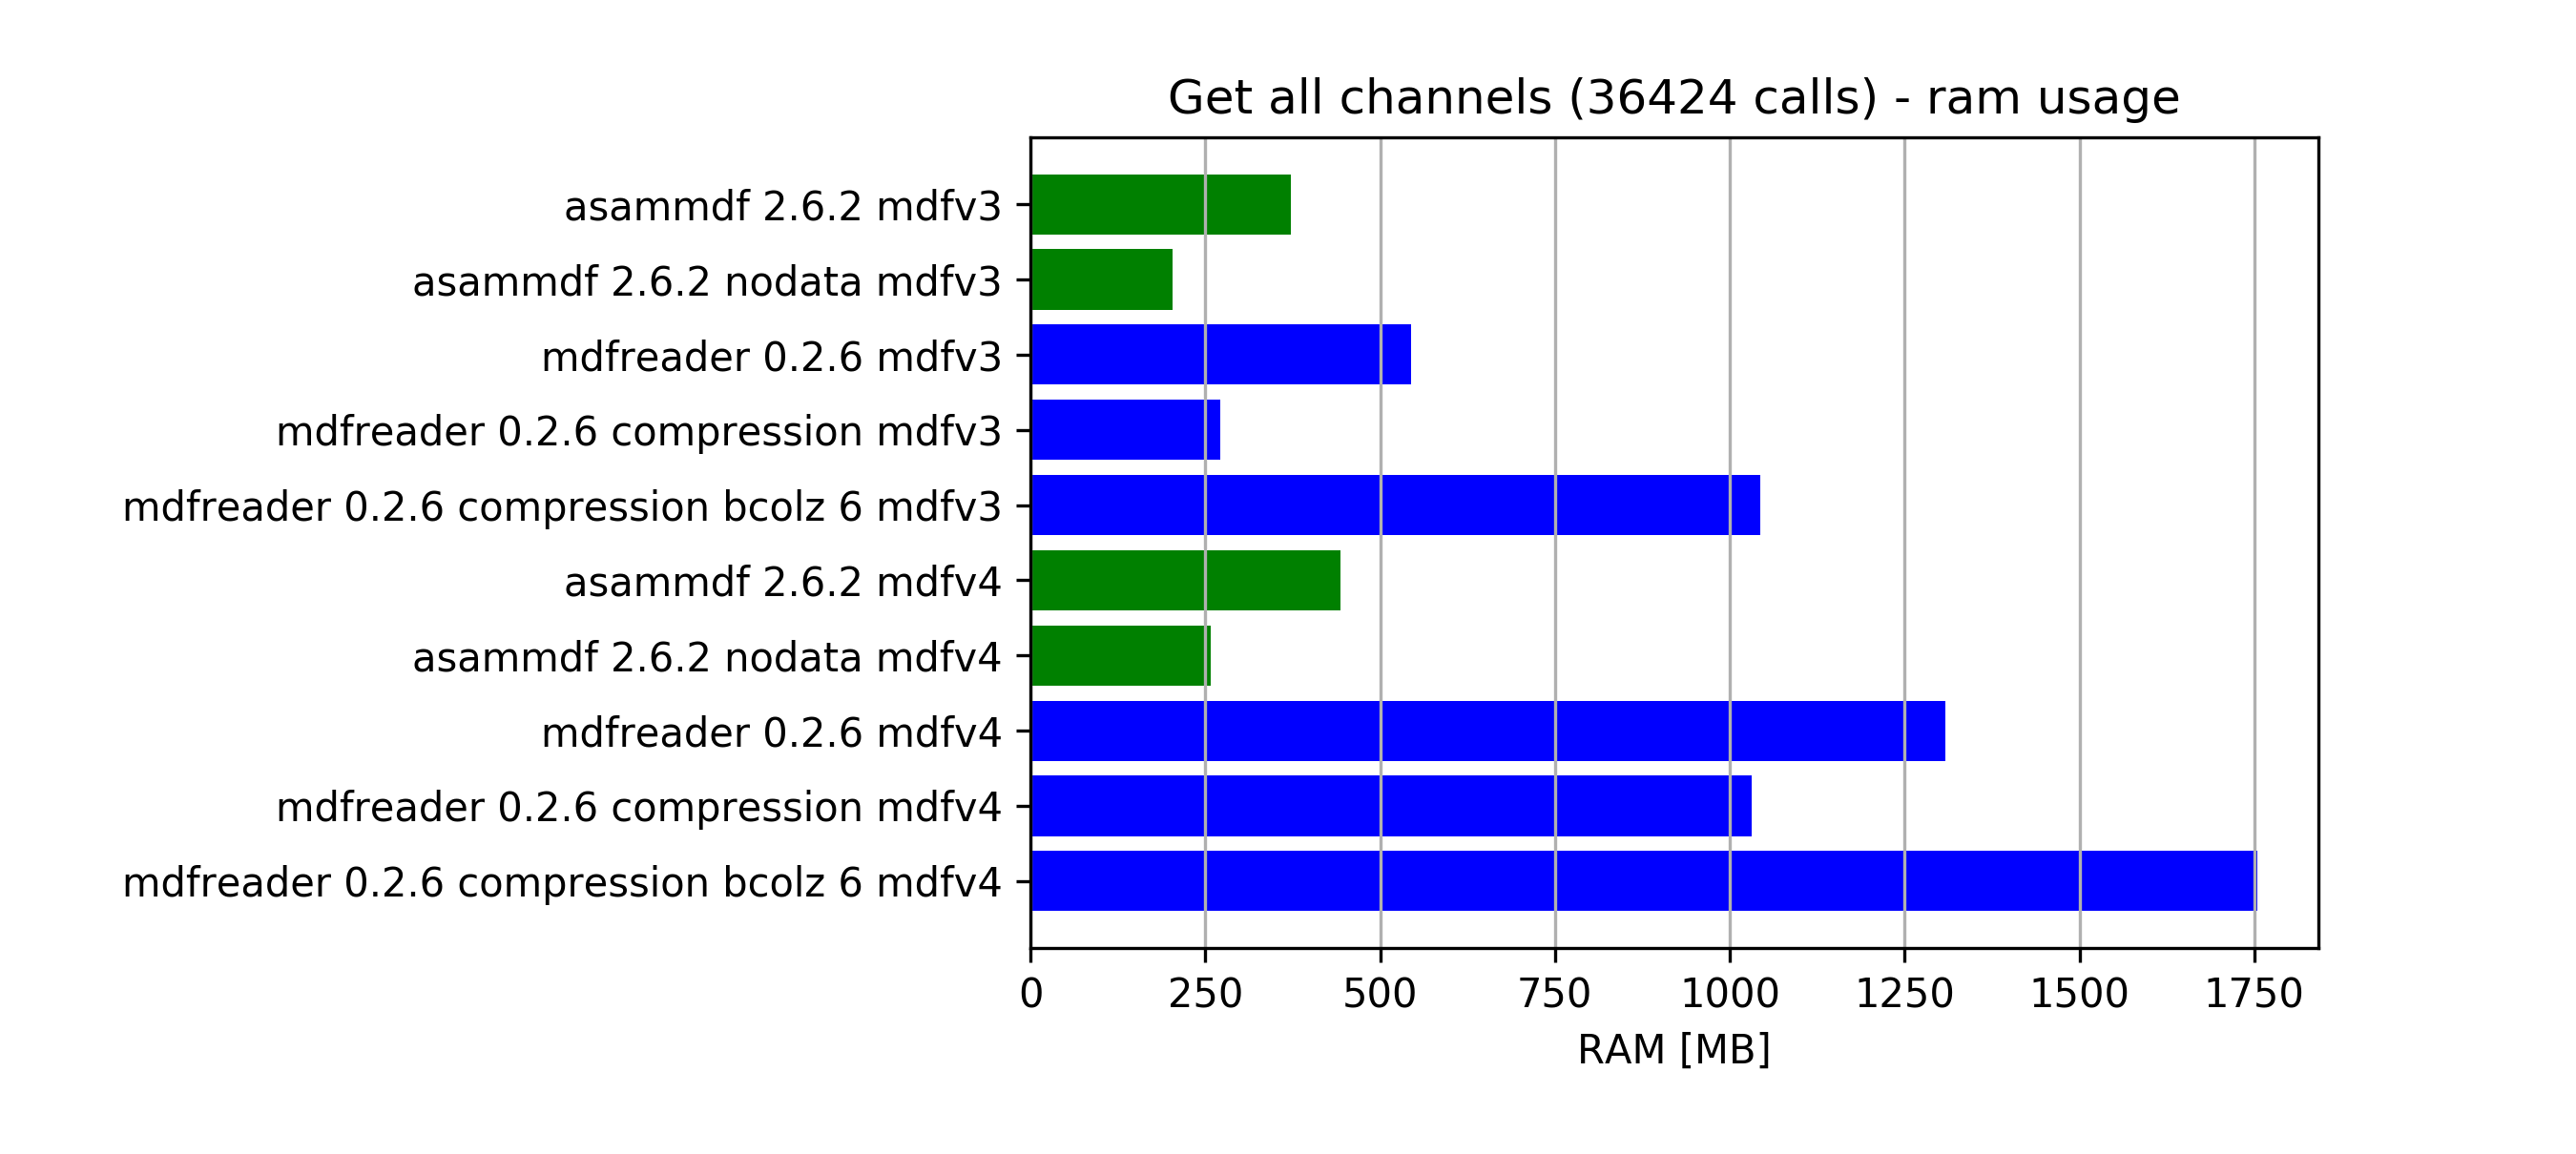 Get all channels (36424 calls) - ram usage
asammdf 2.6.2 mdfv3
asammdf 2.6.2 nodata mdfv3
mdfreader 0.2.6 mdfv3
mdfreader 0.2.6 compression mdfv3
mdfreader 0.2.6 compression bcolz 6 mdfv3
asammdf 2.6.2 mdfv4
asammdf 2.6.2 nodata mdfv4
mdfreader 0.2.6 mdfv4
mdfreader 0.2.6 compression mdfv4
mdfreader 0.2.6 compression bcolz 6 mdfv4
0 250 500 750 1000 1250 1500 1750
RAM [MB]